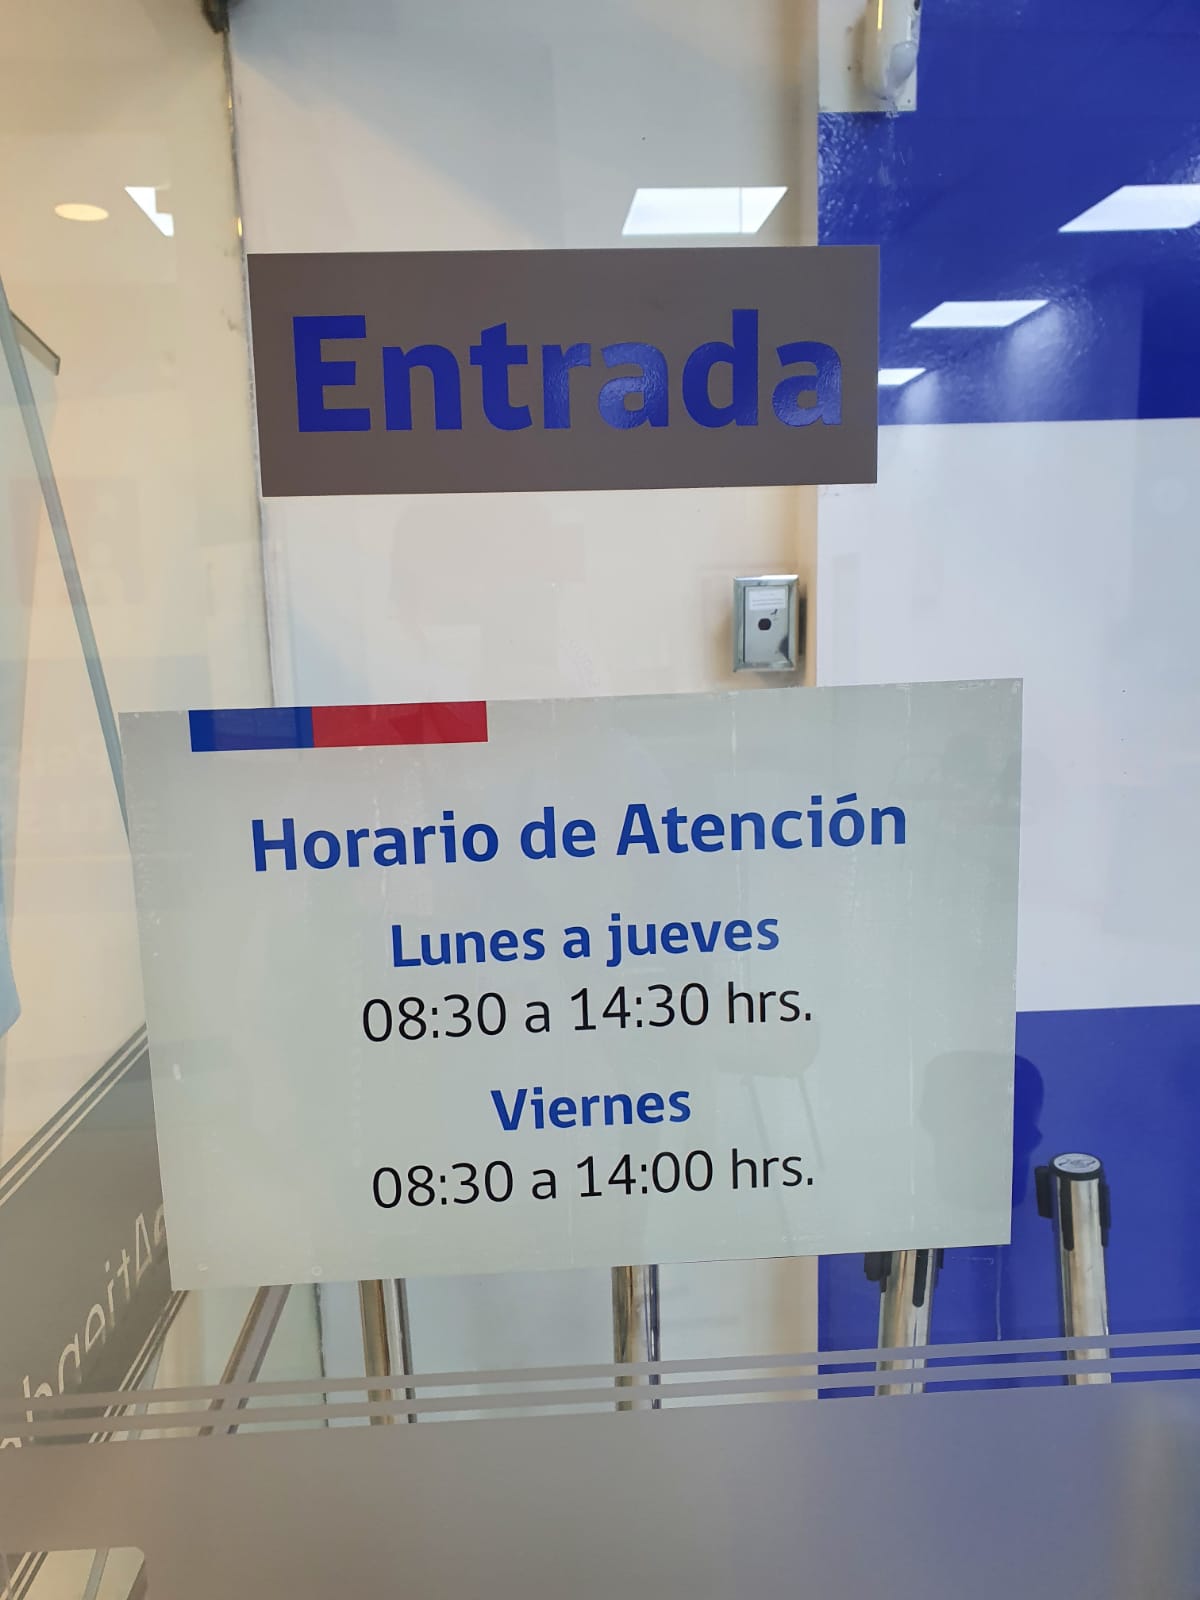 Entrada
Horario de Atención
Lunes a jueves
08:30 a 14:30 hrs.
Viernes
08:30 a 14:00 hrs.